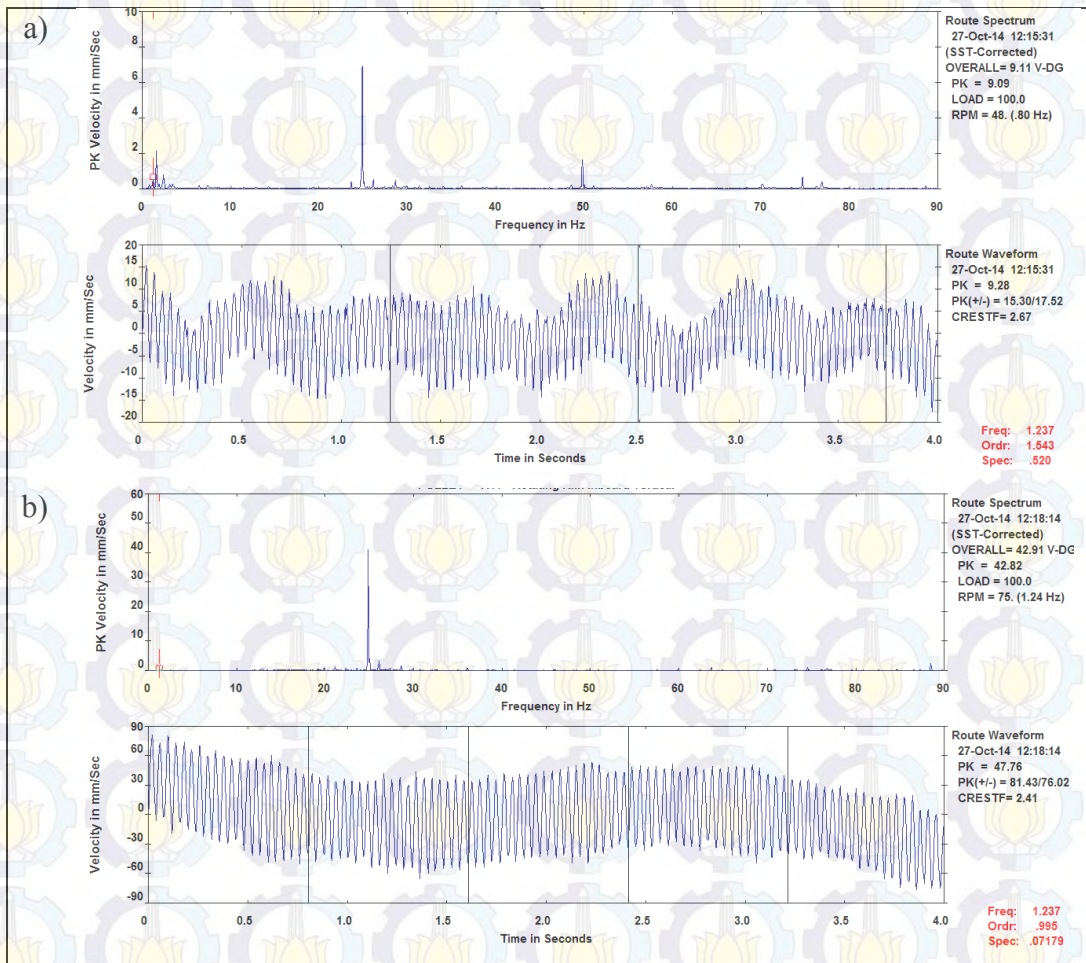 a)
Route Spectrum
27-Oct-14 12:15:31
(SST-Corrected)
OVERALL= 9.11 V-DG
PK = 9.09
LOAD = 100.0
RPM = 48. (.80 Hz)
PK Velocity in mm/Sec
10
8
6
4
2
0
0 10 20 30 40 50 60 70 80 90
Frequency in Hz
Route Waveform
27-Oct-14 12:15:31
PK = 9.28
PK(+/-) = 15.30/17.52
CRESTF= 2.67
Velocity in mm/Sec
20
15
10
5
0
-5
-10
-15
-20
0 0.5 1.0 1.5 2.0 2.5 3.0 3.5 4.0
Time in Seconds
Freq: 1.237
Ordr: 1.543
Spec: .520
b)
Route Spectrum
27-Oct-14 12:18:14
(SST-Corrected)
OVERALL= 42.91 V-DG
PK = 42.82
LOAD = 100.0
RPM = 75. (1.24 Hz)
PK Velocity in mm/Sec
60
50
40
30
20
10
0
0 10 20 30 40 50 60 70 80 90
Frequency in Hz
Route Waveform
27-Oct-14 12:18:14
PK = 47.76
PK(+/-) = 81.43/76.02
CRESTF= 2.41
Velocity in mm/Sec
90
60
30
0
-30
-60
-90
0 0.5 1.0 1.5 2.0 2.5 3.0 3.5 4.0
Time in Seconds
Freq: 1.237
Ordr: .995
Spec: .07179